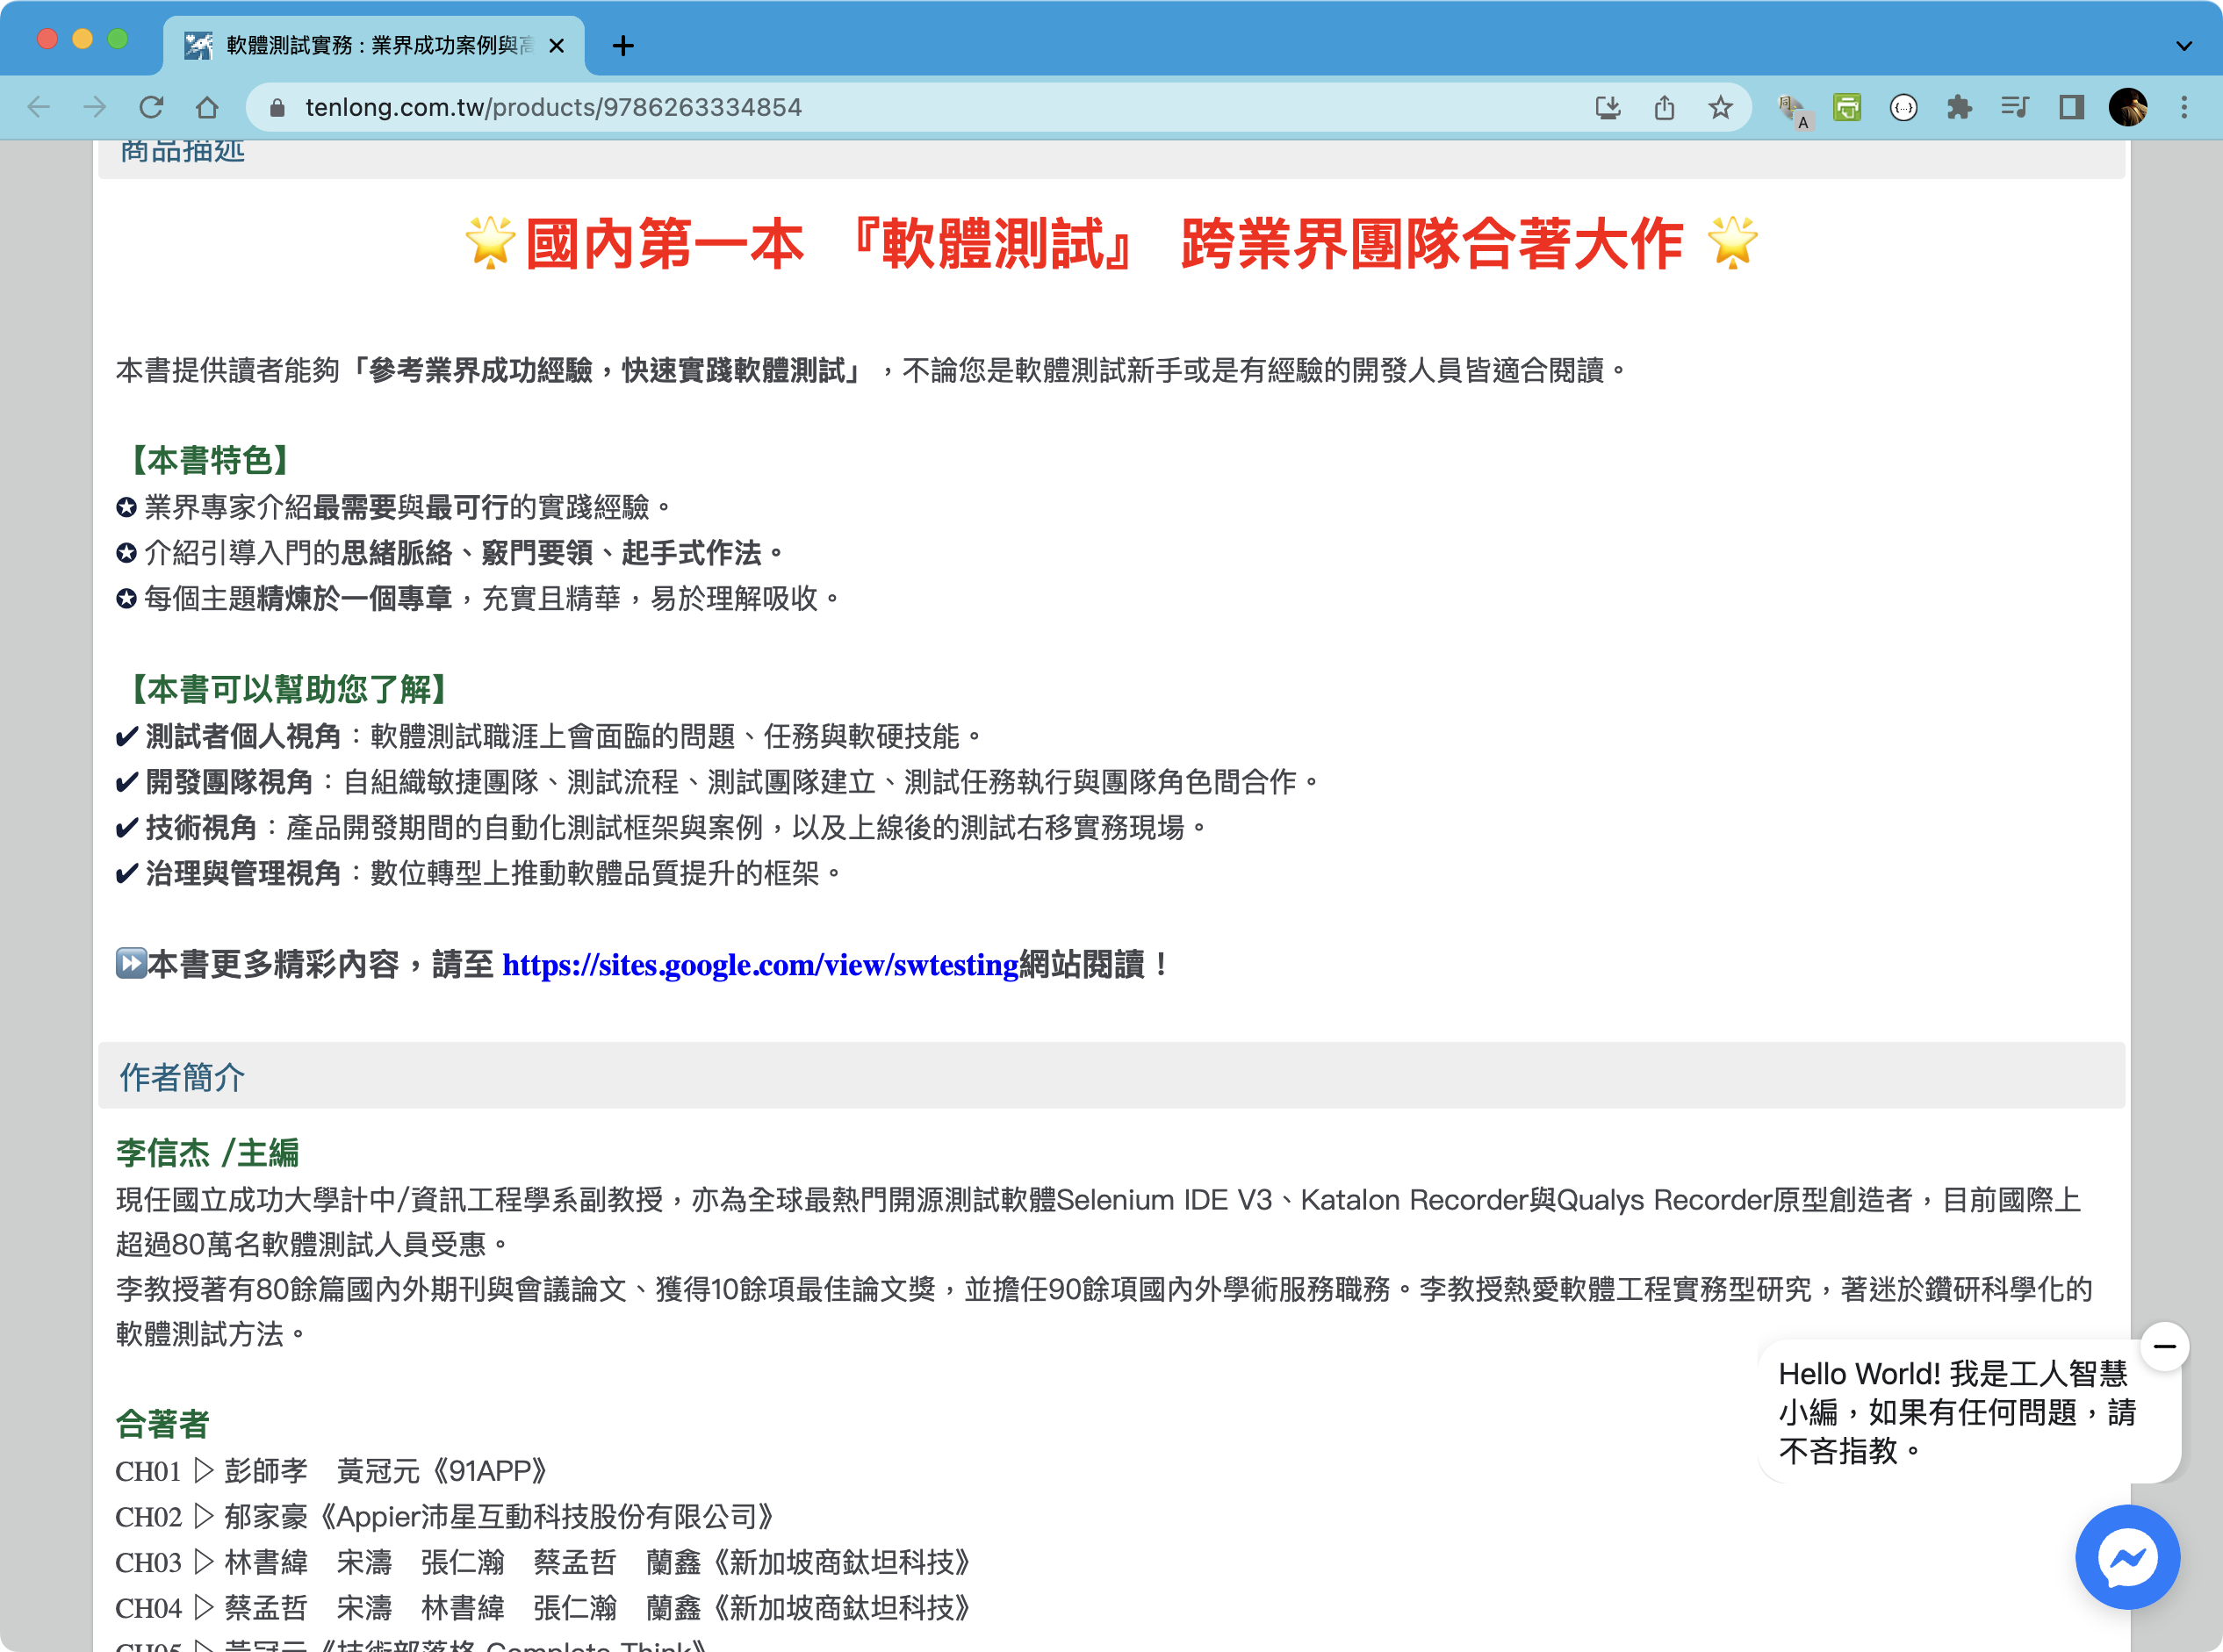 軟體測試實務 : 業界成功案例與高
tenlong.com.tw/products/9786263334854
A
商品描述
🌟國內第一本 『軟體測試』 跨業界團隊合著大作 🌟
本書提供讀者能夠「參考業界成功經驗，快速實踐軟體測試」，不論您是軟體測試新手或是有經驗的開發人員皆適合閱讀。
【本書特色】
✪ 業界專家介紹最需要與最可行的實踐經驗。
✪ 介紹引導入門的思緒脈絡、竅門要領、起手式作法。
✪ 每個主題精煉於一個專章，充實且精華，易於理解吸收。
【本書可以幫助您了解】
✔ 測試者個人視角：軟體測試職涯上會面臨的問題、任務與軟硬技能。
✔ 開發團隊視角：自組織敏捷團隊、測試流程、測試團隊建立、測試任務執行與團隊角色間合作。
✔ 技術視角：產品開發期間的自動化測試框架與案例，以及上線後的測試右移實務現場。
✔ 治理與管理視角：數位轉型上推動軟體品質提升的框架。
⏩本書更多精彩內容，請至 https://sites.google.com/view/swtesting網站閱讀！
作者簡介
李信杰 /主編
現任國立成功大學計中/資訊工程學系副教授，亦為全球最熱門開源測試軟體Selenium IDE V3、Katalon Recorder與Qualys Recorder原型創造者，目前國際上
超過80萬名軟體測試人員受惠。
李教授著有80餘篇國內外期刊與會議論文、獲得10餘項最佳論文獎，並擔任90餘項國內外學術服務職務。李教授熱愛軟體工程實務型研究，著迷於鑽研科學化的
軟體測試方法。
合著者
CH01 ▷ 彭師孝　黃冠元《91APP》
CH02 ▷ 郁家豪《Appier沛星互動科技股份有限公司》
CH03 ▷ 林書緯　宋濤　張仁瀚　蔡孟哲　蘭鑫《新加坡商鈦坦科技》
CH04 ▷ 蔡孟哲　宋濤　林書緯　張仁瀚　蘭鑫《新加坡商鈦坦科技》
CH05 ▷ 黃冠元《技術部落格 Complete Think》
Hello World! 我是工人智慧
小編，如果有任何問題，請
不吝指教。